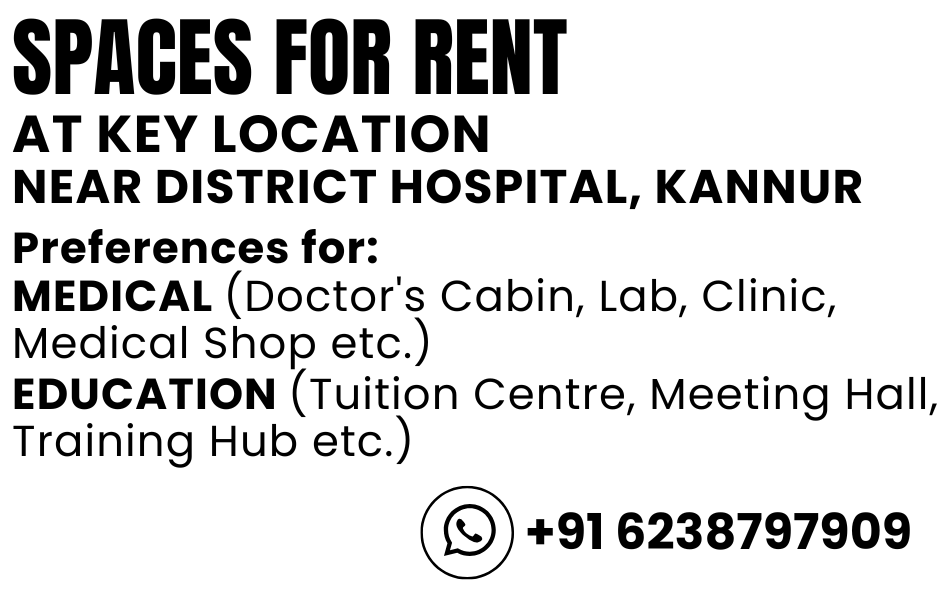 SPACES FOR RENT
AT KEY LOCATION
NEAR DISTRICT HOSPITAL, KANNUR
Preferences for:
MEDICAL (Doctor's Cabin, Lab, Clinic,
Medical Shop etc.)
EDUCATION (Tuition Centre, Meeting Hall,
Training Hub etc.)
+91 6238797909